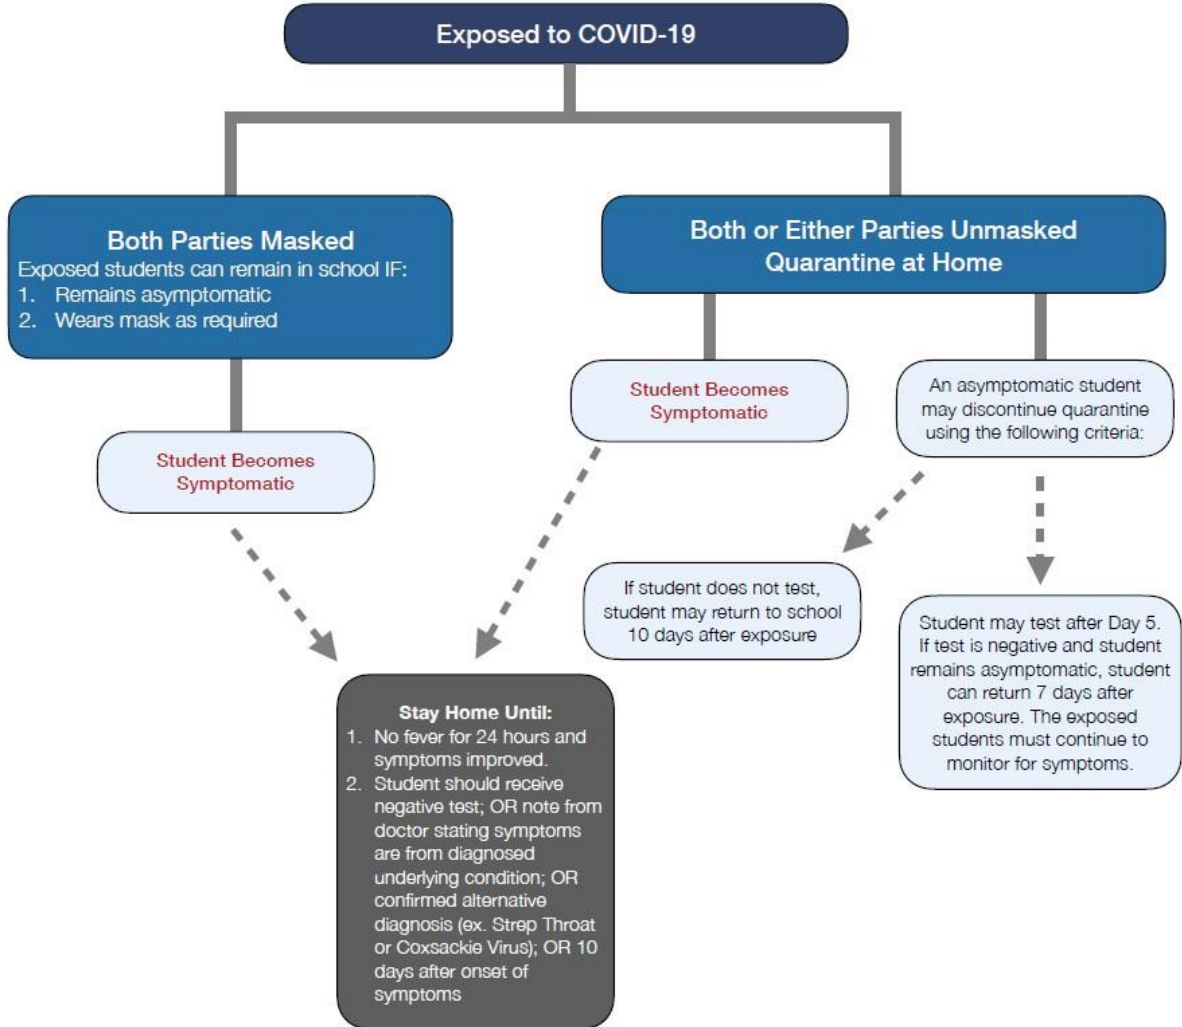 Exposed to COVID-19
Both Parties Masked
Exposed students can remain in school IF:
1. Remains asymptomatic
2. Wears mask as required
Both or Either Parties Unmasked
Quarantine at Home
Student Becomes
Symptomatic
Student Becomes
Symptomatic
An asymptomatic student
may discontinue quarantine
using the following criteria:
If student does not test,
student may return to school
10 days after exposure
Student may test after Day 5.
If test is negative and student
remains asymptomatic, student
can return 7 days after
exposure. The exposed
students must continue to
monitor for symptoms.
Stay Home Until:
1. No fever for 24 hours and
symptoms improved.
2. Student should receive
negative test; OR note from
doctor stating symptoms
are from diagnosed
underlying condition; OR
confirmed alternative
diagnosis (ex. Strep Throat
or Coxsackie Virus); OR 10
days after onset of
symptoms